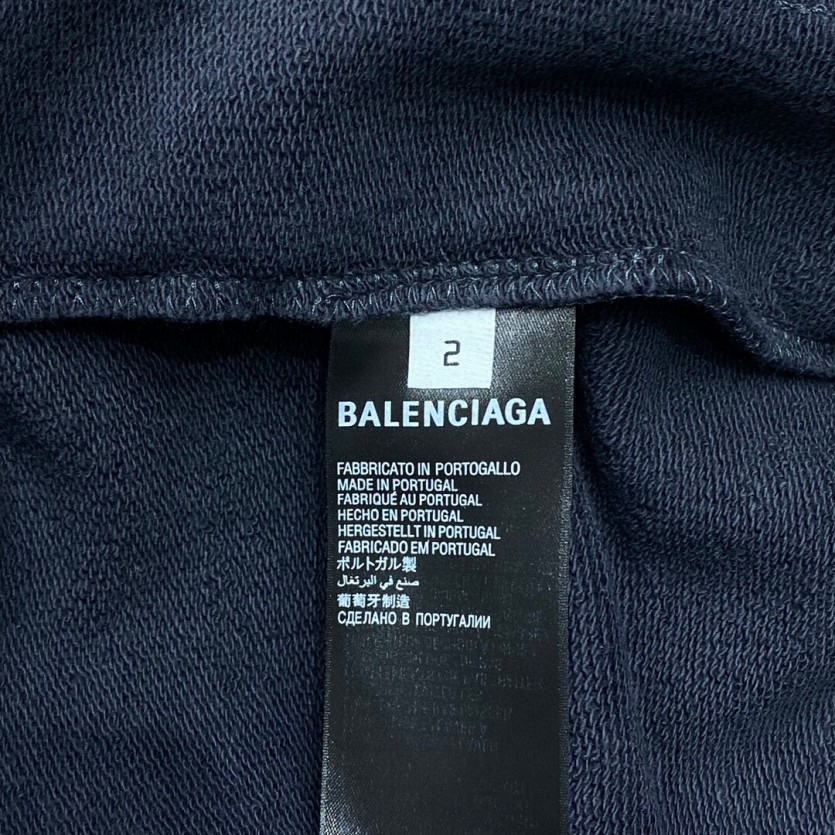 2
BALENCIAGA
FABBRICATO IN PORTOGALLO
MADE IN PORTUGAL
FABRIQUÉ AU PORTUGAL
HECHO EN PORTUGAL
HERGESTELLT IN PORTUGAL
FABRICADO EM PORTUGAL
ポルトガル製
صنع في البرتغال
葡萄牙制造
СДЕЛАНО В ПОРТУГАЛИИ